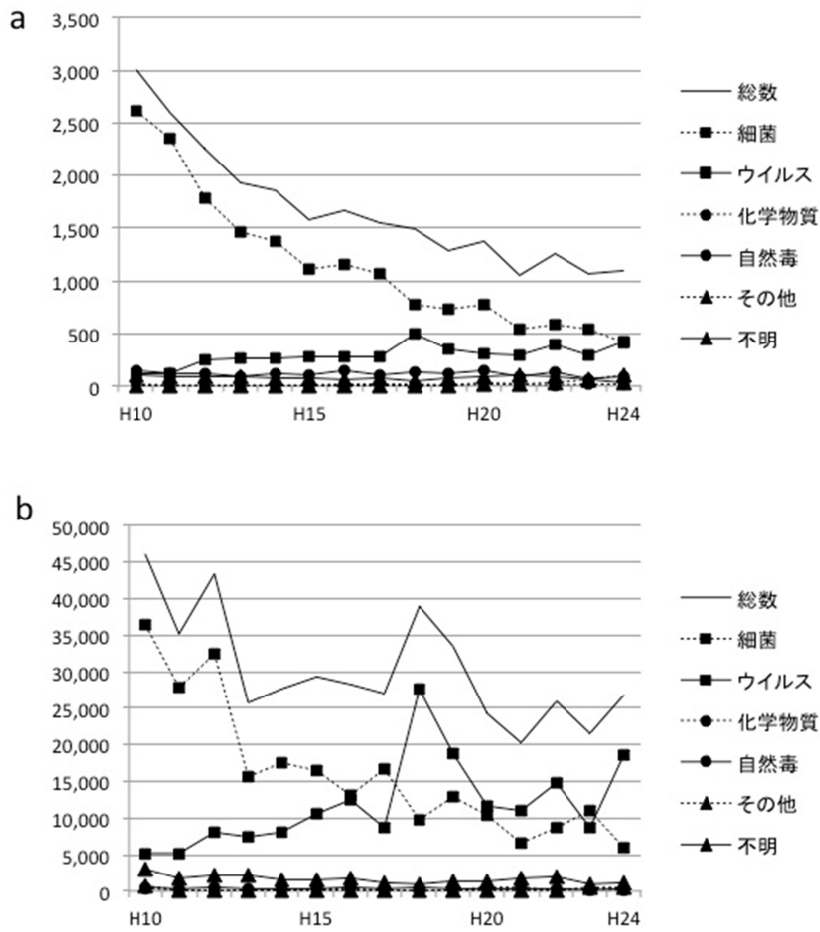 a
3,500
3,000
2,500
2,000
1,500
1,000
500
0
H10
H15
H20
H24
総数
細菌
ウイルス
化学物質
自然毒
その他
不明
b
50,000
45,000
40,000
35,000
30,000
25,000
20,000
15,000
10,000
5,000
0
H10
H15
H20
H24
総数
細菌
ウイルス
化学物質
自然毒
その他
不明